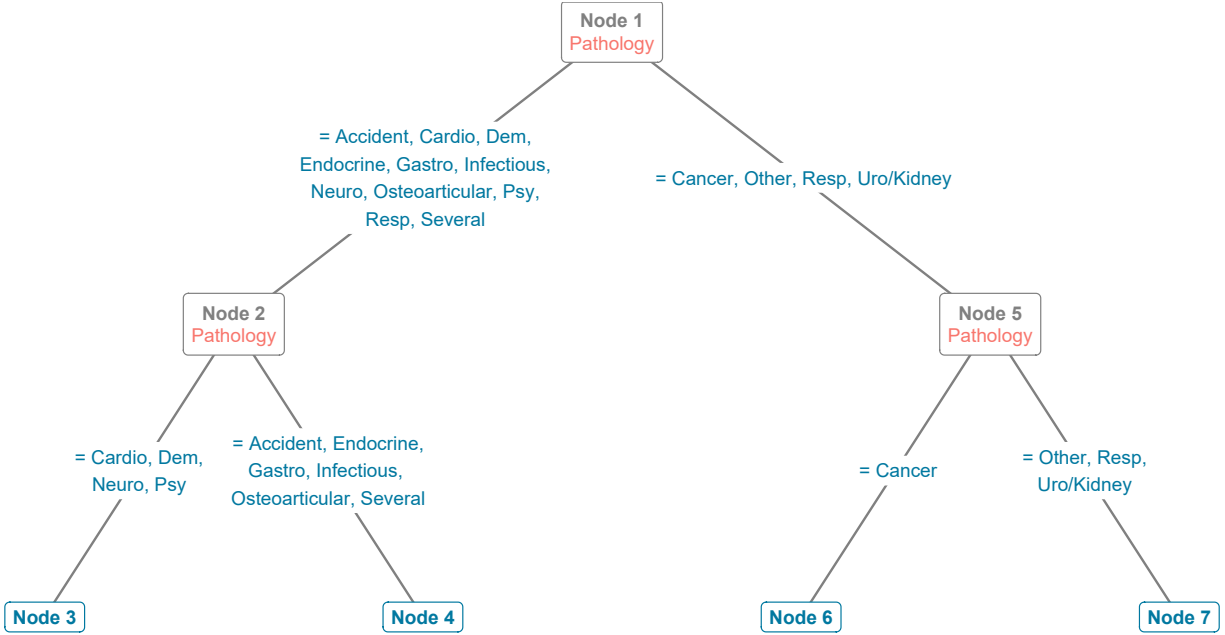 Node 1
Pathology
= Accident, Cardio, Dem,
Endocrine, Gastro, Infectious,
Neuro, Osteoarticular, Psy,
Resp, Several
= Cancer, Other, Resp, Uro/Kidney
Node 2
Pathology
Node 5
Pathology
= Cardio, Dem,
Neuro, Psy
= Accident, Endocrine,
Gastro, Infectious,
Osteoarticular, Several
= Cancer
= Other, Resp,
Uro/Kidney
Node 3
Node 4
Node 6
Node 7